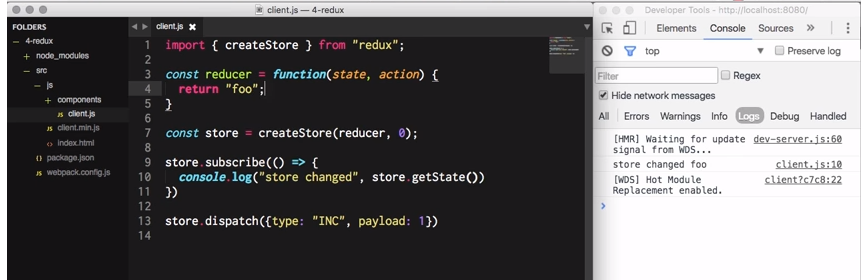 client.js — 4-redux
Developer Tools - http://localhost:8080/
FOLDERS
4-redux
node_modules
src
js
components
client.js
client.min.js
index.html
package.json
webpack.config.js
client.js ✖
1 import { createStore } from "redux";
2
3 const reducer = function(state, action) {
4 return "foo";
5 }
6
7 const store = createStore(reducer, 0);
8
9 store.subscribe(() => {
10 console.log("store changed", store.getState())
11 })
12
13 store.dispatch({type: "INC", payload: 1})
14
Elements Console Sources »
top ▼ Preserve log
Filter Regex
Hide network messages
All Errors Warnings Info Logs Debug Handled
[HMR] Waiting for update dev-server.js:60
signal from WDS...
store changed foo client.js:10
[WDS] Hot Module client?c7c8:22
Replacement enabled.
>